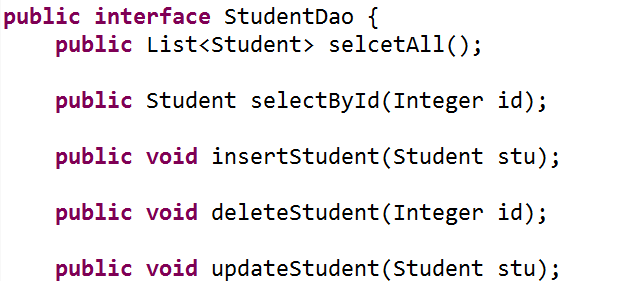 public interface StudentDao {
public List<Student> selcetAll();
public Student selectById(Integer id);
public void insertStudent(Student stu);
public void deleteStudent(Integer id);
public void updateStudent(Student stu);